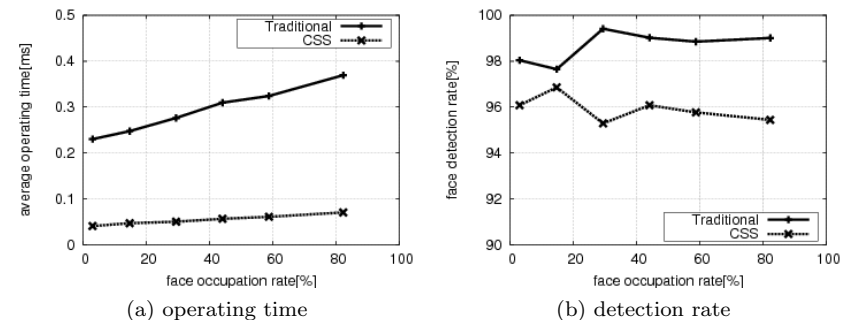 0.5
0.4
0.3
0.2
0.1
0
average operating time[ms]
Traditional
CSS
0 20 40 60 80 100
face occupation rate[%]
(a) operating time
100
98
96
94
92
90
face detection rate[%]
Traditional
CSS
0 20 40 60 80 100
face occupation rate[%]
(b) detection rate